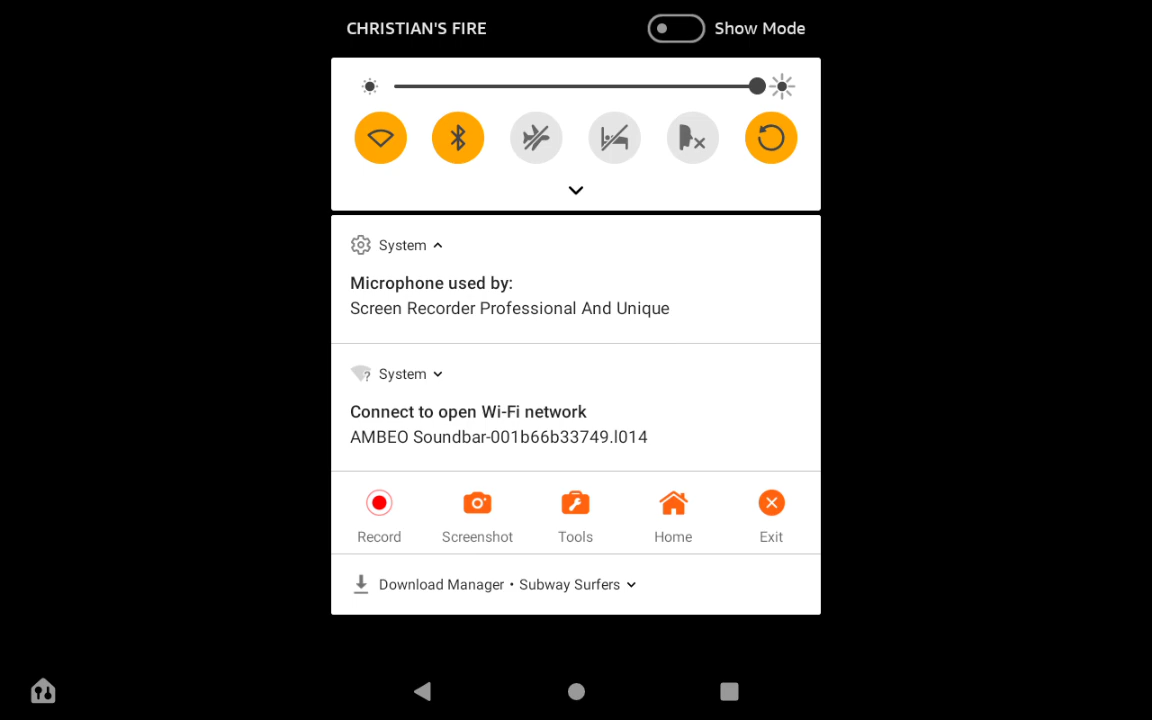 CHRISTIAN'S FIRE
Show Mode
System
Microphone used by:
Screen Recorder Professional And Unique
System
Connect to open Wi-Fi network
AMBEO Soundbar-001b66b33749.l014
Record
Screenshot
Tools
Home
Exit
Download Manager • Subway Surfers